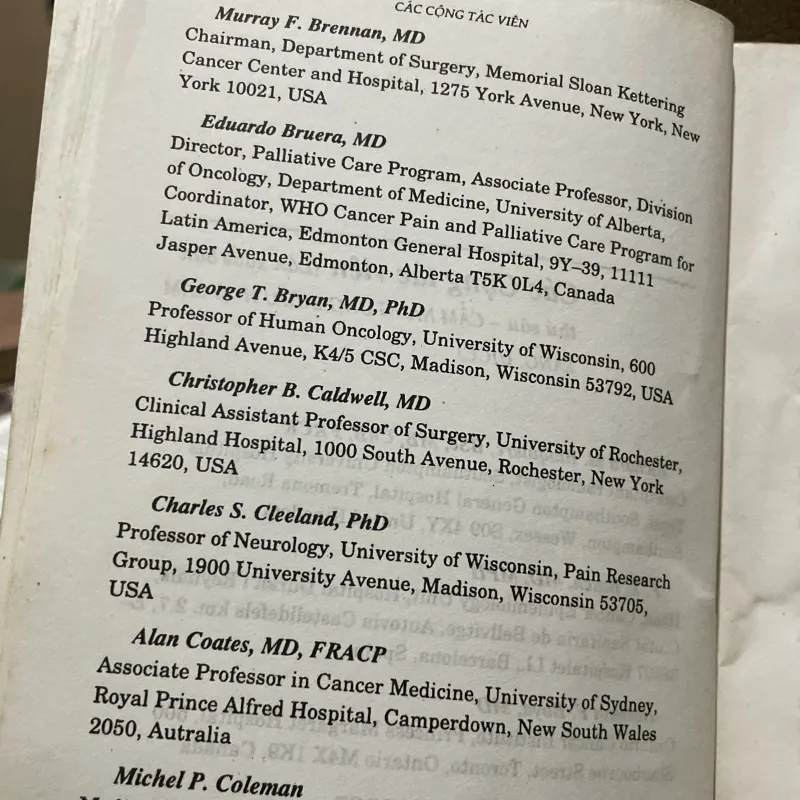 CÁC CỘNG TÁC VIÊN
Murray F. Brennan, MD
Chairman, Department of Surgery, Memorial Sloan Kettering
Cancer Center and Hospital, 1275 York Avenue, New York, New
York 10021, USA
Eduardo Bruera, MD
Director, Palliative Care Program, Associate Professor, Division
of Oncology, Department of Medicine, University of Alberta,
Coordinator, WHO Cancer Pain and Palliative Care Program for
Latin America, Edmonton General Hospital, 9Y–39, 11111
Jasper Avenue, Edmonton, Alberta T5K 0L4, Canada
George T. Bryan, MD, PhD
Professor of Human Oncology, University of Wisconsin, 600
Highland Avenue, K4/5 CSC, Madison, Wisconsin 53792, USA
Christopher B. Caldwell, MD
Clinical Assistant Professor of Surgery, University of Rochester,
Highland Hospital, 1000 South Avenue, Rochester, New York
14620, USA
Charles S. Cleeland, PhD
Professor of Neurology, University of Wisconsin, Pain Research
Group, 1900 University Avenue, Madison, Wisconsin 53705,
USA
Alan Coates, MD, FRACP
Associate Professor in Cancer Medicine, University of Sydney,
Royal Prince Alfred Hospital, Camperdown, New South Wales
2050, Autralia
Michel P. Coleman